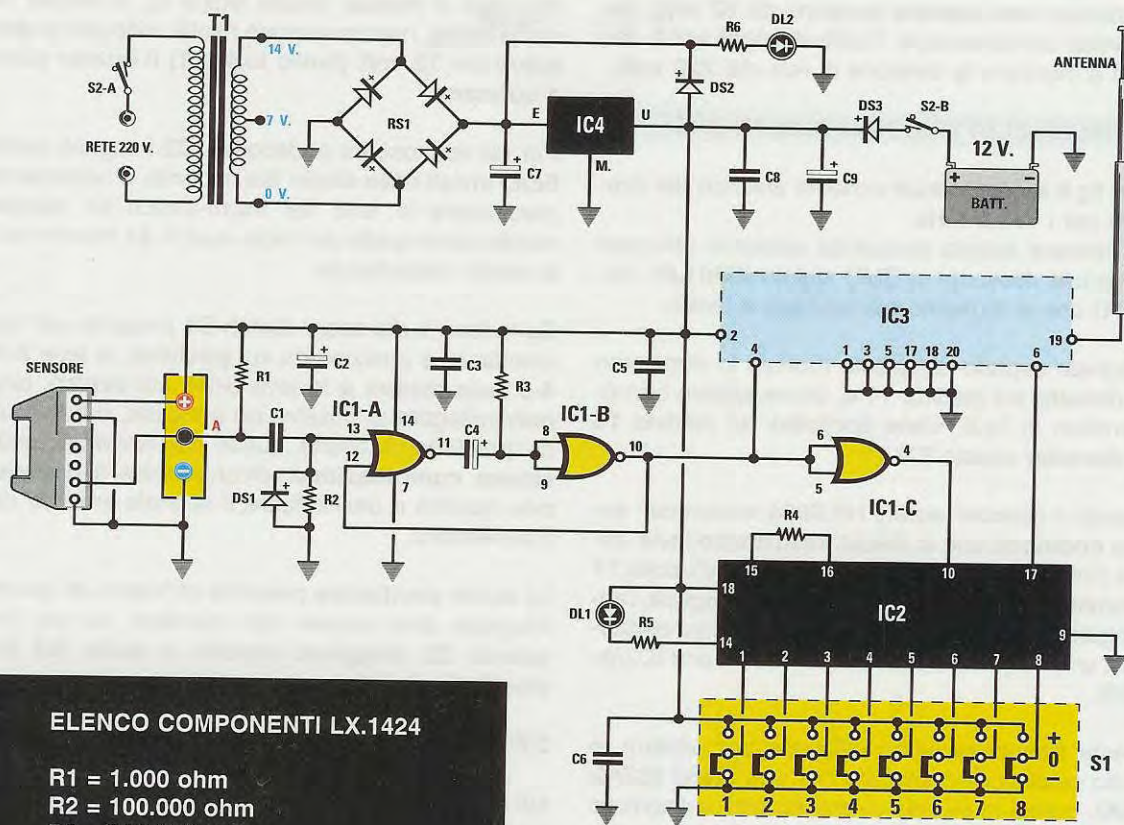 T1
14 V.
S2-A
7 V.
RETE 220 V.
0 V.
RS1
E
IC4
U
M.
C7
R6
DL2
DS2
DS3
S2-B
C8
C9
12 V.
+ −
BATT.
ANTENNA
IC3
2
19
4
1 3 5 17 18 20
6
SENSORE
+
A
−
R1
C2
C3
R3
C5
C1
IC1-A
C4
IC1-B
13
14
12
11
7
8
9
10
6
5
4
IC1-C
DS1
R2
R4
15 16 10 17
18
IC2
9
DL1
R5
14
1 2 3 4 5 6 7 8
C6
+
0
−
S1
1 2 3 4 5 6 7 8
ELENCO COMPONENTI LX.1424
R1 = 1.000 ohm
R2 = 100.000 ohm